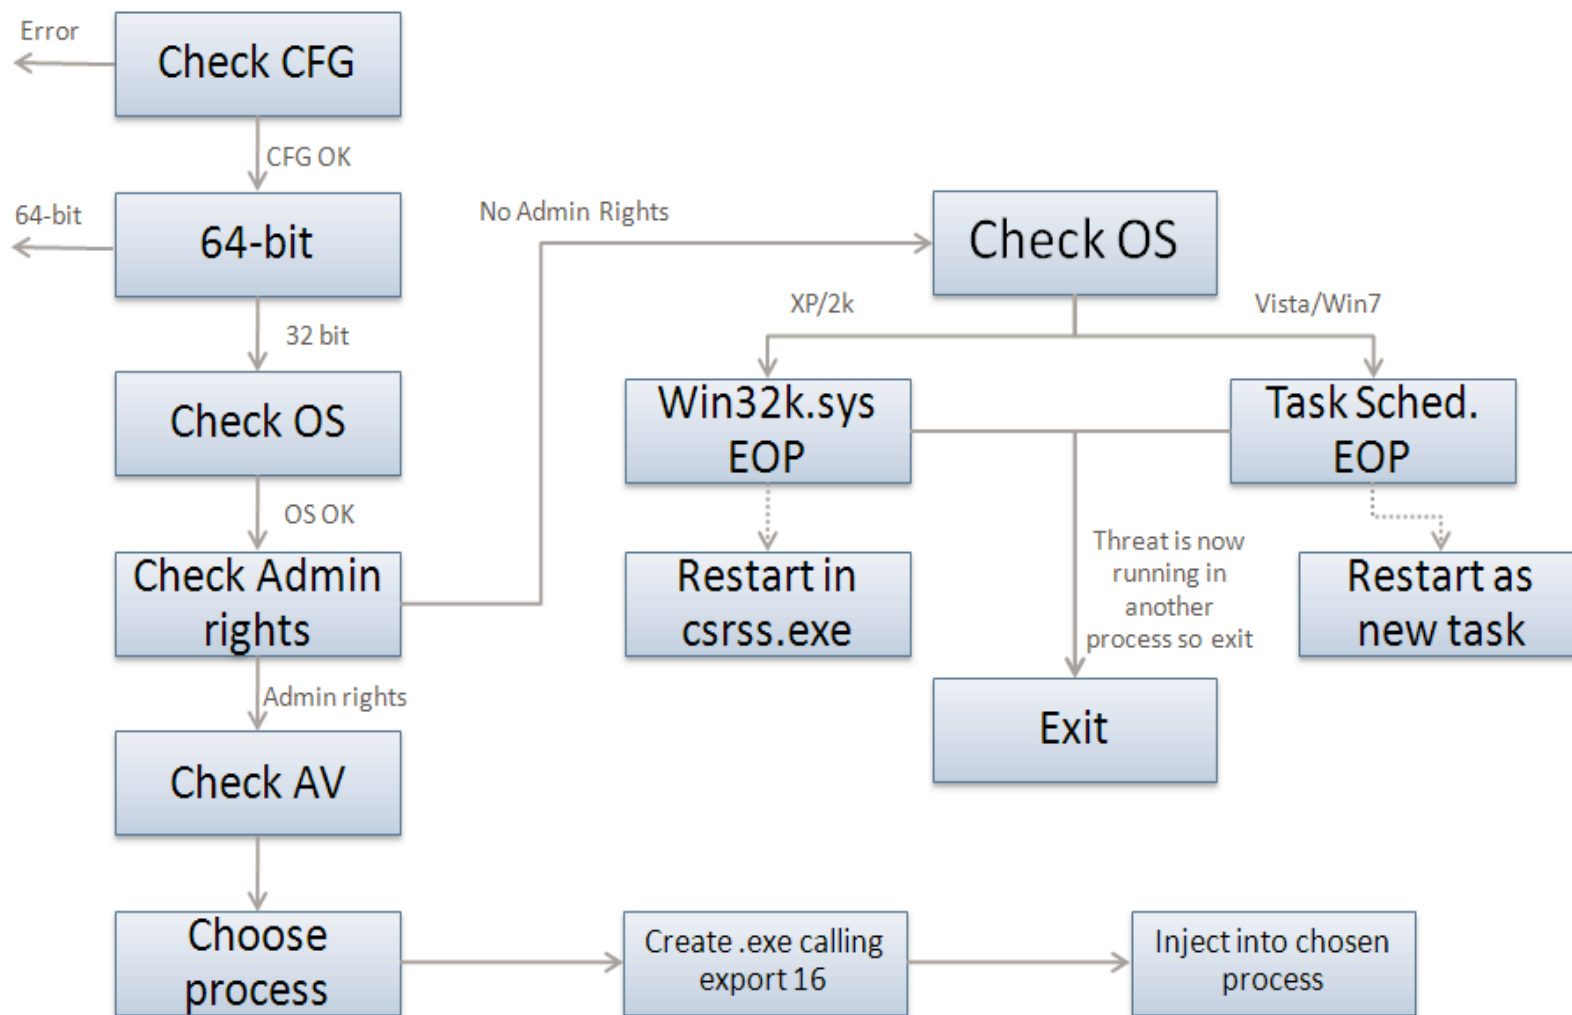 Error
Check CFG
CFG OK
64-bit
64-bit
No Admin Rights
Check OS
32 bit
XP/2k
Vista/Win7
Check OS
Win32k.sys
EOP
Task Sched.
EOP
OS OK
Check Admin
rights
Restart in
csrss.exe
Threat is now
running in
another
process so exit
Restart as
new task
Admin rights
Exit
Check AV
Choose
process
Create .exe calling
export 16
Inject into chosen
process